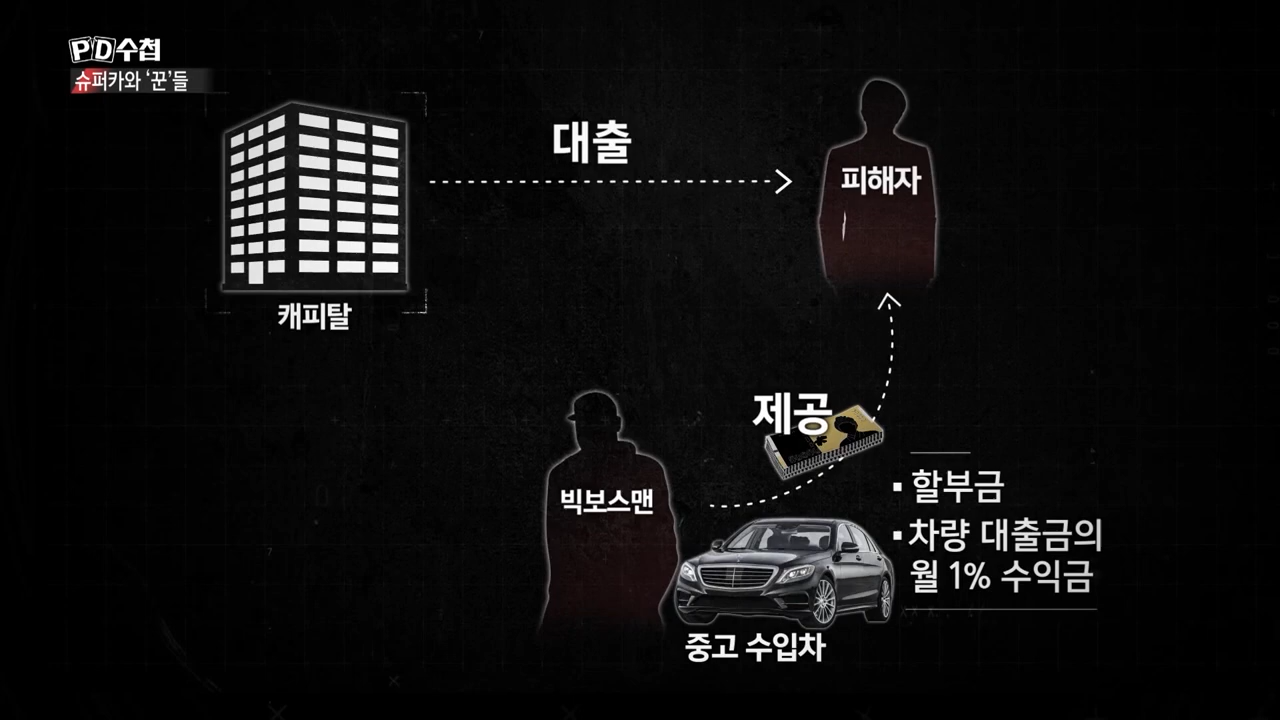 PD수첩
슈퍼카와 '꾼'들
대출
피해자
캐피탈
제공
빅보스맨
▪ 할부금
▪ 차량 대출금의
월 1% 수익금
중고 수입차